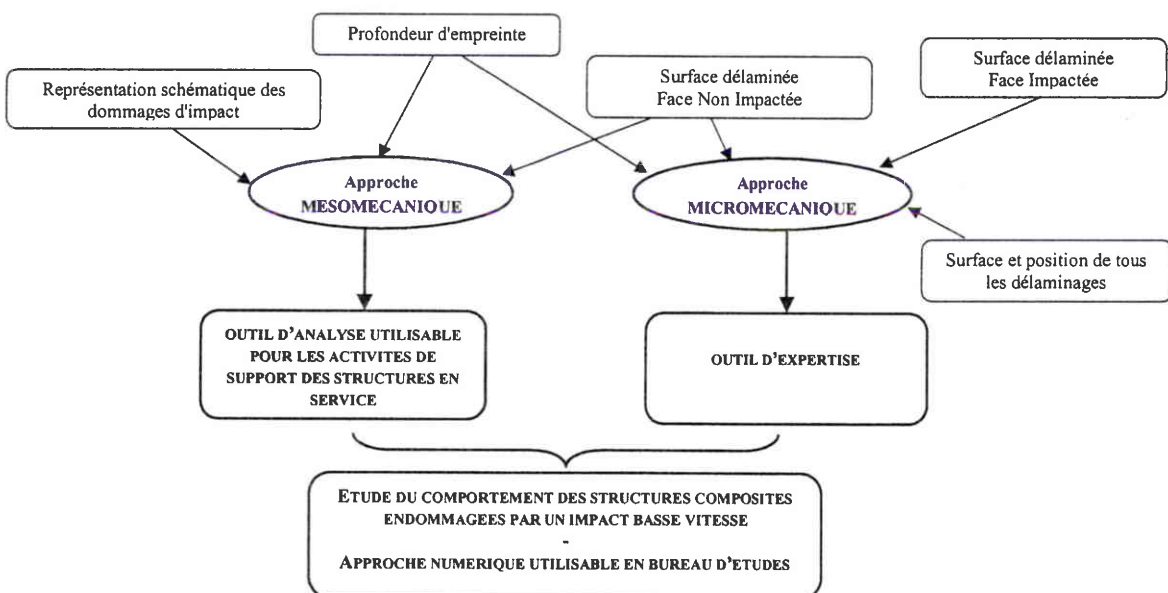 Profondeur d'empreinte
Représentation schématique des
dommages d'impact
Surface délaminée
Face Non Impactée
Surface délaminée
Face Impactée
Approche
MESOMECANIQUE
Approche
MICROMECANIQUE
Surface et position de tous
les délaminages
OUTIL D'ANALYSE UTILISABLE
POUR LES ACTIVITES DE
SUPPORT DES STRUCTURES EN
SERVICE
OUTIL D'EXPERTISE
ETUDE DU COMPORTEMENT DES STRUCTURES COMPOSITES
ENDOMMAGEES PAR UN IMPACT BASSE VITESSE
-
APPROCHE NUMERIQUE UTILISABLE EN BUREAU D'ETUDES